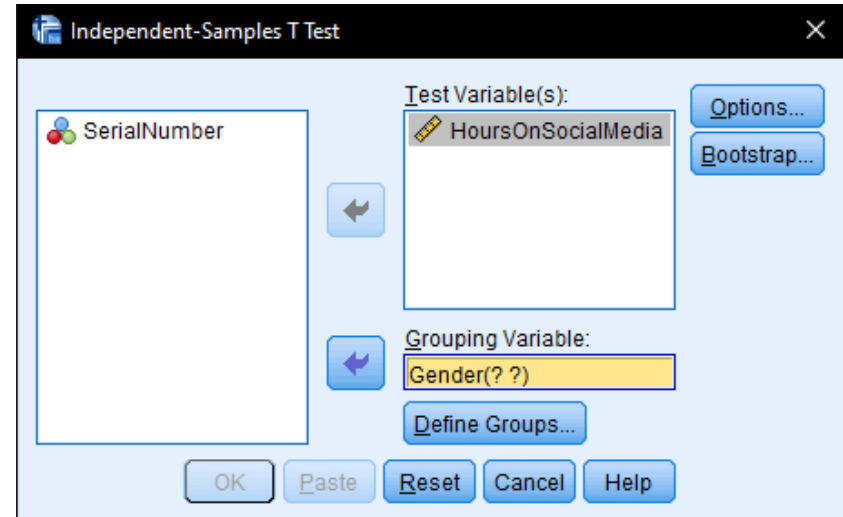 Independent-Samples T Test
Test Variable(s):
SerialNumber
HoursOnSocialMedia
Options...
Bootstrap...
Grouping Variable:
Gender(? ?)
Define Groups...
OK Paste Reset Cancel Help